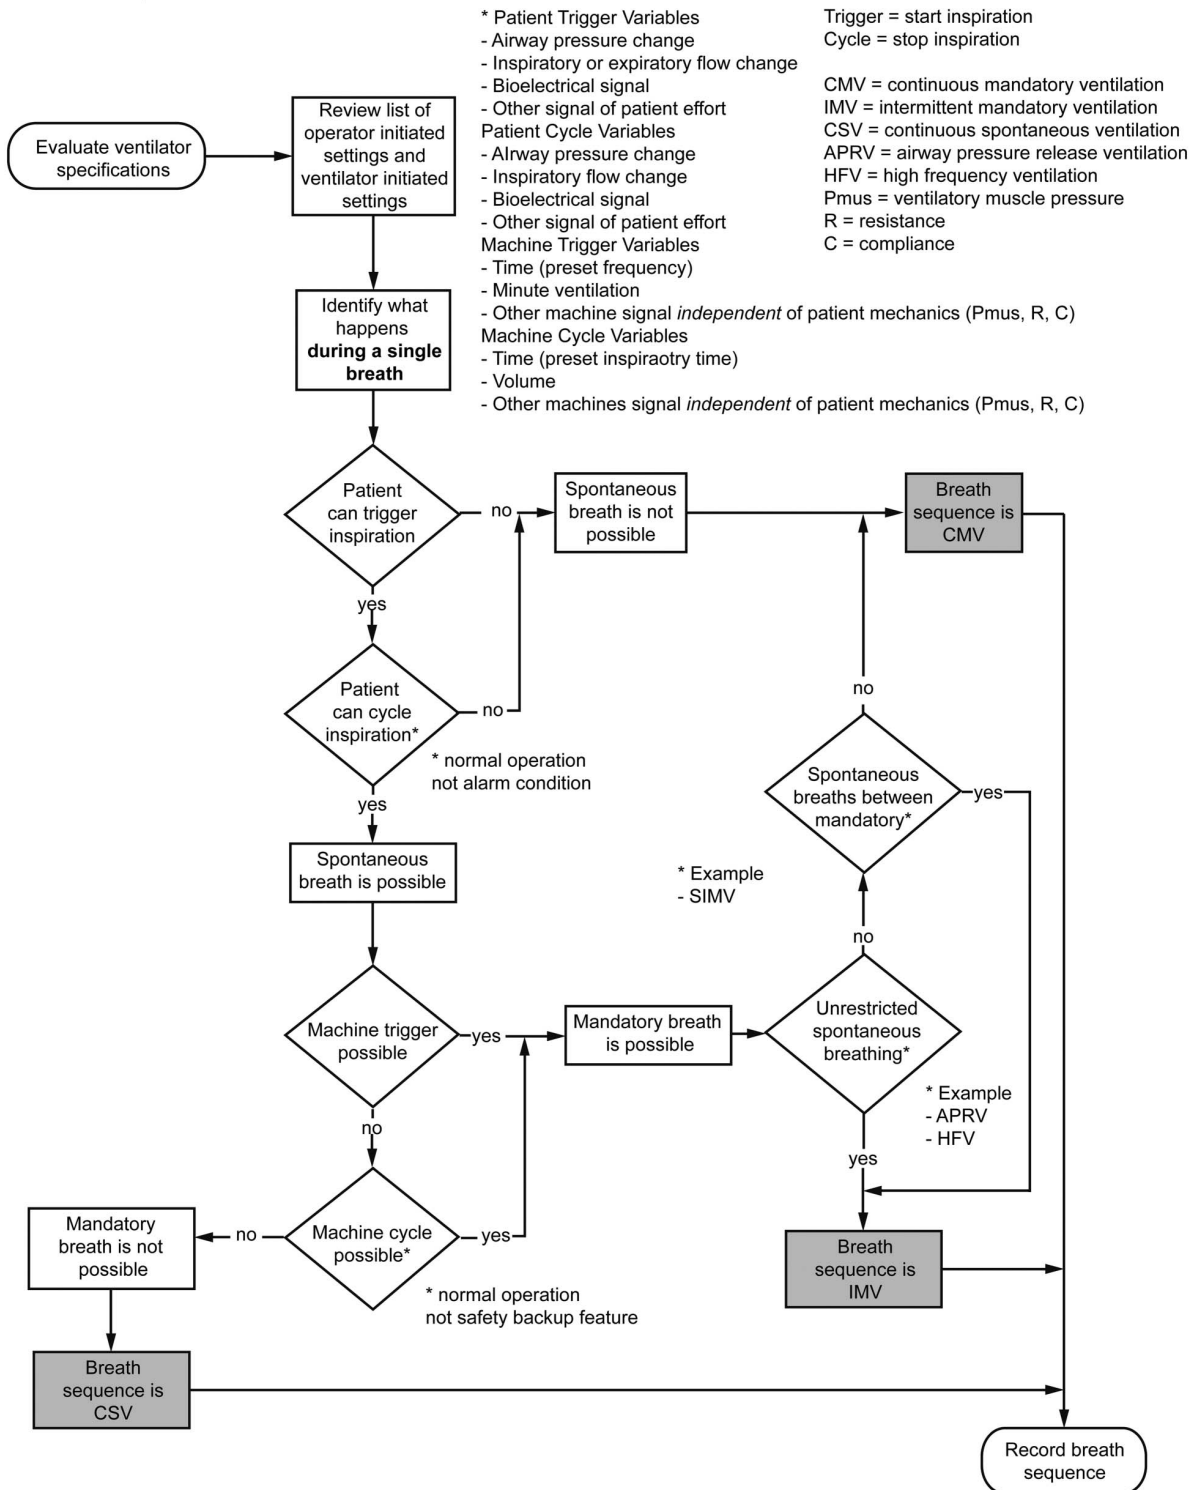 * Patient Trigger Variables
- Airway pressure change
- Inspiratory or expiratory flow change
- Bioelectrical signal
- Other signal of patient effort
Patient Cycle Variables
- AIrway pressure change
- Inspiratory flow change
- Bioelectrical signal
- Other signal of patient effort
Machine Trigger Variables
- Time (preset frequency)
- Minute ventilation
- Other machine signal independent of patient mechanics (Pmus, R, C)
Machine Cycle Variables
- Time (preset inspiraotry time)
- Volume
- Other machines signal independent of patient mechanics (Pmus, R, C)
Trigger = start inspiration
Cycle = stop inspiration
CMV = continuous mandatory ventilation
IMV = intermittent mandatory ventilation
CSV = continuous spontaneous ventilation
APRV = airway pressure release ventilation
HFV = high frequency ventilation
Pmus = ventilatory muscle pressure
R = resistance
C = compliance
Evaluate ventilator
specifications
Review list of
operator initiated
settings and
ventilator initiated
settings
Identify what
happens
during a single
breath
Patient
can trigger
inspiration
no
Spontaneous
breath is not
possible
Breath
sequence is
CMV
yes
Patient
can cycle
inspiration*
no
* normal operation
not alarm condition
yes
Spontaneous
breath is possible
no
Spontaneous
breaths between
mandatory*
yes
* Example
- SIMV
no
Machine trigger
possible
yes
Mandatory breath
is possible
Unrestricted
spontaneous
breathing*
* Example
- APRV
- HFV
no
yes
Machine cycle
possible*
yes
no
* normal operation
not safety backup feature
Mandatory
breath is not
possible
Breath
sequence is
IMV
Breath
sequence is
CSV
Record breath
sequence